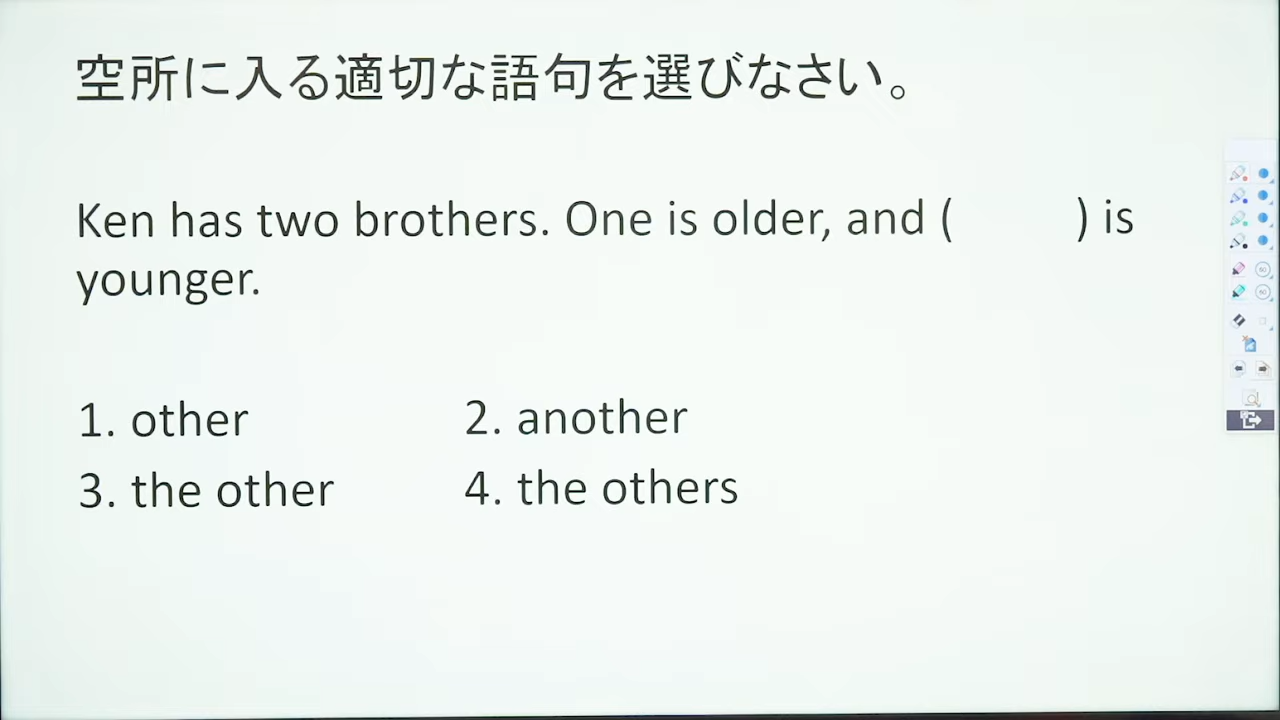 空所に入る適切な語句を選びなさい。
Ken has two brothers. One is older, and (          ) is
younger.
1. other
2. another
3. the other
4. the others